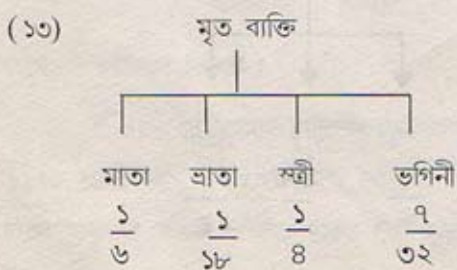 (১৩) মৃত ব্যক্তি
মাতা ভ্রাতা স্ত্রী ভগিনী
১ ১ ১ ৭
৬ ১৮ ৪ ৩২